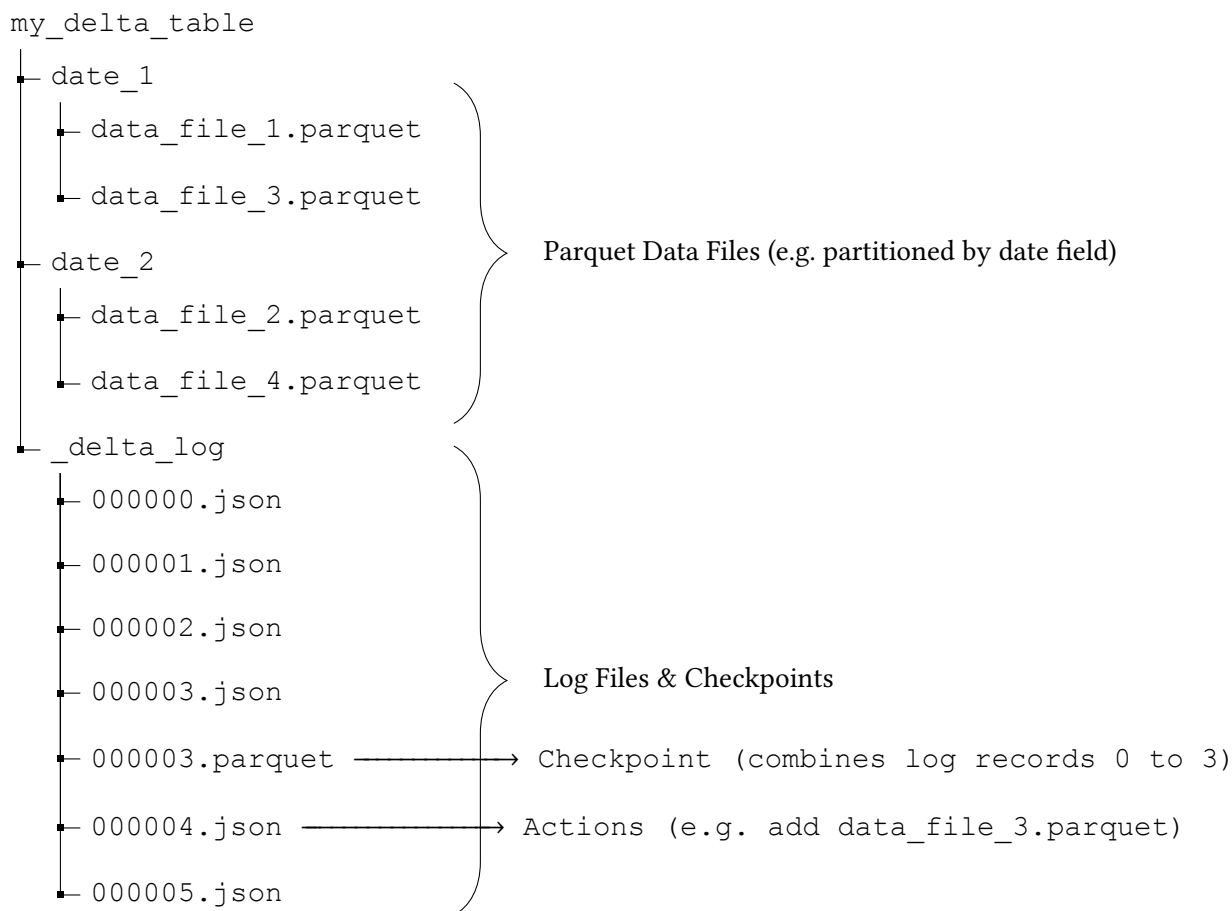 my_delta_table
date_1
data_file_1.parquet
data_file_3.parquet
Parquet Data Files (e.g. partitioned by date field)
date_2
data_file_2.parquet
data_file_4.parquet
_delta_log
000000.json
000001.json
000002.json
000003.json
Log Files & Checkpoints
000003.parquet Checkpoint (combines log records 0 to 3)
000004.json Actions (e.g. add data_file_3.parquet)
000005.json